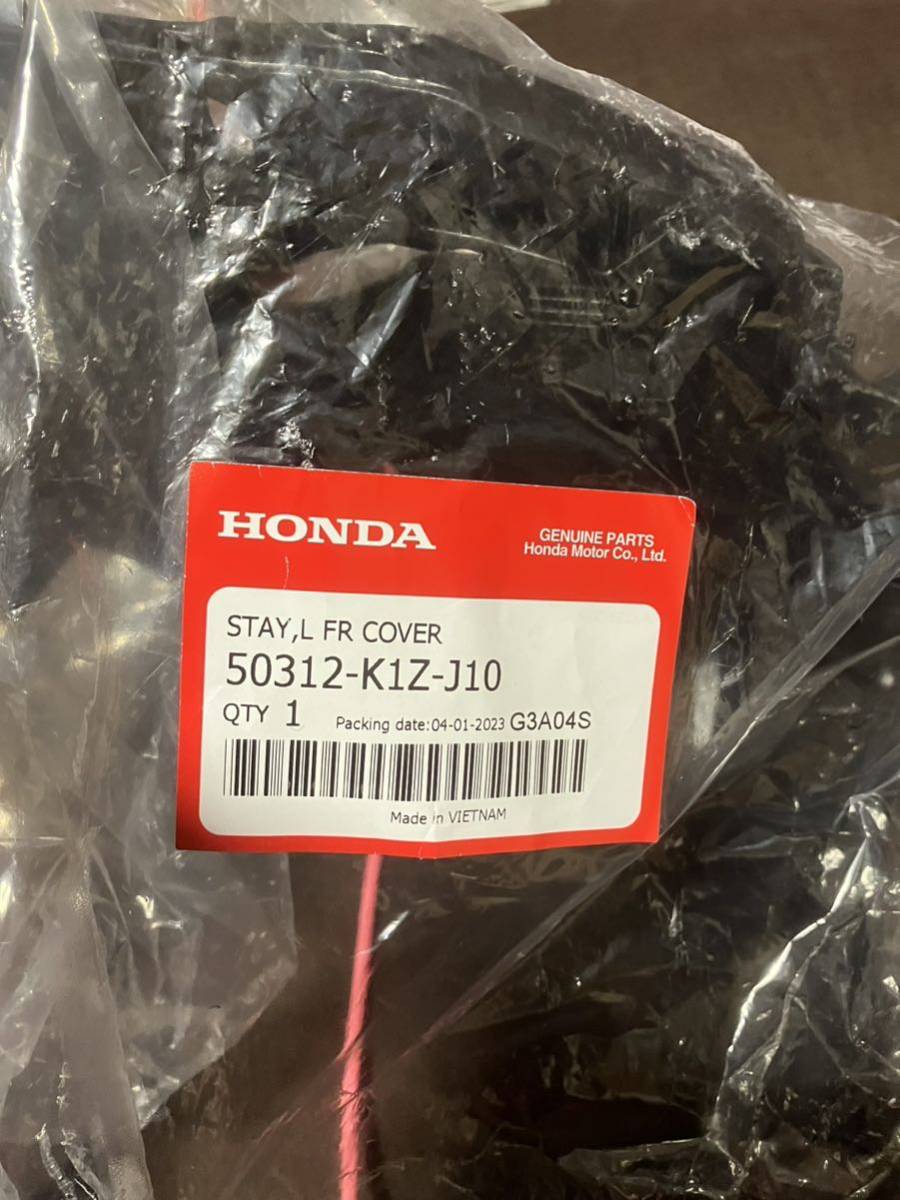 HONDA
GENUINE PARTS
Honda Motor Co., Ltd.
STAY,L FR COVER
50312-K1Z-J10
QTY 1 Packing date:04-01-2023 G3A04S
Made in VIETNAM